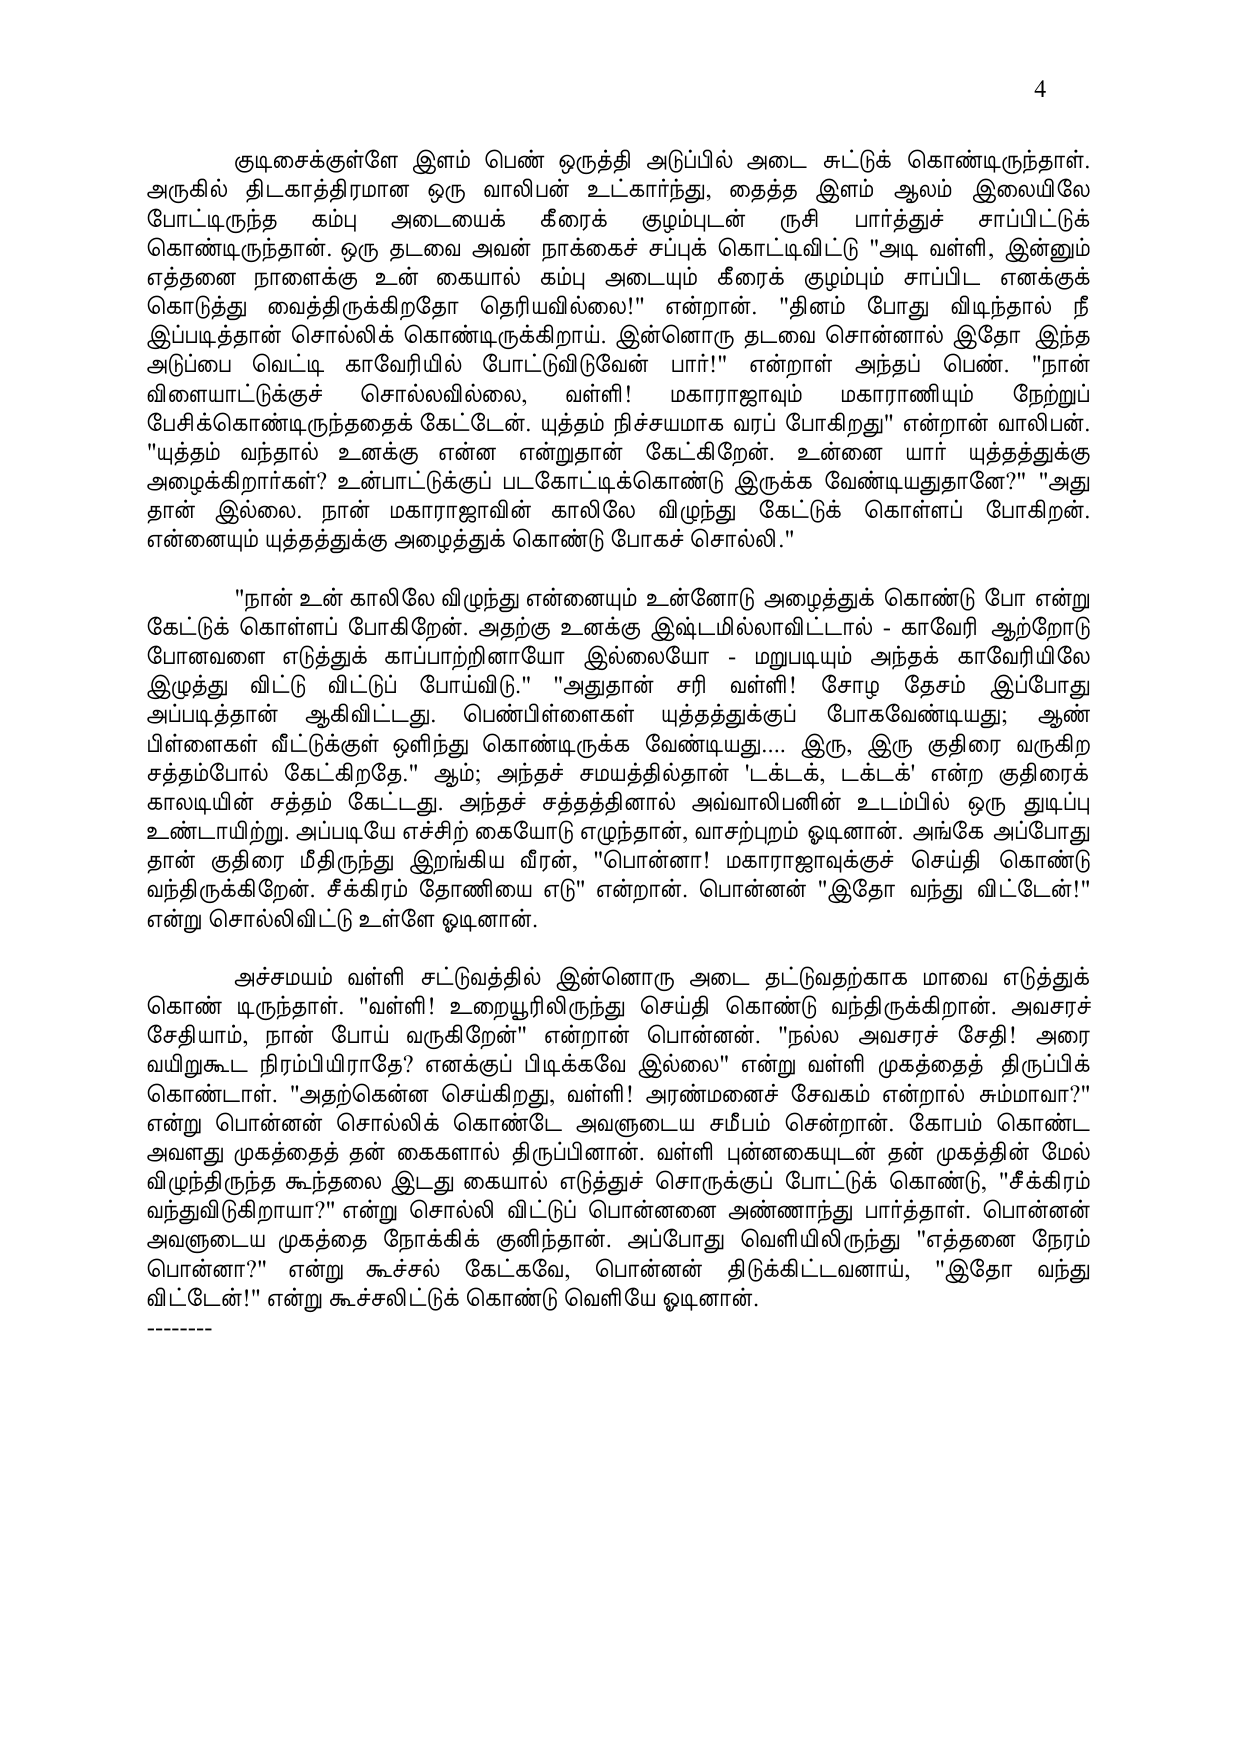 4
குடிசைக்குள்ளே இளம் பெண் ஒருத்தி அடுப்பில் அடை சுட்டுக் கொண்டிருந்தாள்.
அருகில் திடகாத்திரமான ஒரு வாலிபன் உட்கார்ந்து, தைத்த இளம் ஆலம் இலையிலே
போட்டிருந்த கம்பு அடையைக் கீரைக் குழம்புடன் ருசி பார்த்துச் சாப்பிட்டுக்
கொண்டிருந்தான். ஒரு தடவை அவன் நாக்கைச் சப்புக் கொட்டிவிட்டு "அடி வள்ளி, இன்னும்
எத்தனை நாளைக்கு உன் கையால் கம்பு அடையும் கீரைக் குழம்பும் சாப்பிட எனக்குக்
கொடுத்து வைத்திருக்கிறதோ தெரியவில்லை!" என்றான். "தினம் போது விடிந்தால் நீ
இப்படித்தான் சொல்லிக் கொண்டிருக்கிறாய். இன்னொரு தடவை சொன்னால் இதோ இந்த
அடுப்பை வெட்டி காவேரியில் போட்டுவிடுவேன் பார்!" என்றாள் அந்தப் பெண். "நான்
விளையாட்டுக்குச் சொல்லவில்லை, வள்ளி! மகாராஜாவும் மகாராணியும் நேற்றுப்
பேசிக்கொண்டிருந்ததைக் கேட்டேன். யுத்தம் நிச்சயமாக வரப் போகிறது" என்றான் வாலிபன்.
"யுத்தம் வந்தால் உனக்கு என்ன என்றுதான் கேட்கிறேன். உன்னை யார் யுத்தத்துக்கு
அழைக்கிறார்கள்? உன்பாட்டுக்குப் படகோட்டிக்கொண்டு இருக்க வேண்டியதுதானே?" "அது
தான் இல்லை. நான் மகாராஜாவின் காலிலே விழுந்து கேட்டுக் கொள்ளப் போகிறன்.
என்னையும் யுத்தத்துக்கு அழைத்துக் கொண்டு போகச் சொல்லி."
"நான் உன் காலிலே விழுந்து என்னையும் உன்னோடு அழைத்துக் கொண்டு போ என்று
கேட்டுக் கொள்ளப் போகிறேன். அதற்கு உனக்கு இஷ்டமில்லாவிட்டால் - காவேரி ஆற்றோடு
போனவளை எடுத்துக் காப்பாற்றினாயோ இல்லையோ - மறுபடியும் அந்தக் காவேரியிலே
இழுத்து விட்டு விட்டுப் போய்விடு." "அதுதான் சரி வள்ளி! சோழ தேசம் இப்போது
அப்படித்தான் ஆகிவிட்டது. பெண்பிள்ளைகள் யுத்தத்துக்குப் போகவேண்டியது; ஆண்
பிள்ளைகள் வீட்டுக்குள் ஒளிந்து கொண்டிருக்க வேண்டியது.... இரு, இரு குதிரை வருகிற
சத்தம்போல் கேட்கிறதே." ஆம்; அந்தச் சமயத்தில்தான் 'டக்டக், டக்டக்' என்ற குதிரைக்
காலடியின் சத்தம் கேட்டது. அந்தச் சத்தத்தினால் அவ்வாலிபனின் உடம்பில் ஒரு துடிப்பு
உண்டாயிற்று. அப்படியே எச்சிற் கையோடு எழுந்தான், வாசற்புறம் ஓடினான். அங்கே அப்போது
தான் குதிரை மீதிருந்து இறங்கிய வீரன், "பொன்னா! மகாராஜாவுக்குச் செய்தி கொண்டு
வந்திருக்கிறேன். சீக்கிரம் தோணியை எடு" என்றான். பொன்னன் "இதோ வந்து விட்டேன்!"
என்று சொல்லிவிட்டு உள்ளே ஓடினான்.
அச்சமயம் வள்ளி சட்டுவத்தில் இன்னொரு அடை தட்டுவதற்காக மாவை எடுத்துக்
கொண் டிருந்தாள். "வள்ளி! உறையூரிலிருந்து செய்தி கொண்டு வந்திருக்கிறான். அவசரச்
சேதியாம், நான் போய் வருகிறேன்" என்றான் பொன்னன். "நல்ல அவசரச் சேதி! அரை
வயிறுகூட நிரம்பியிராதே? எனக்குப் பிடிக்கவே இல்லை" என்று வள்ளி முகத்தைத் திருப்பிக்
கொண்டாள். "அதற்கென்ன செய்கிறது, வள்ளி! அரண்மனைச் சேவகம் என்றால் சும்மாவா?"
என்று பொன்னன் சொல்லிக் கொண்டே அவளுடைய சமீபம் சென்றான். கோபம் கொண்ட
அவளது முகத்தைத் தன் கைகளால் திருப்பினான். வள்ளி புன்னகையுடன் தன் முகத்தின் மேல்
விழுந்திருந்த கூந்தலை இடது கையால் எடுத்துச் சொருக்குப் போட்டுக் கொண்டு, "சீக்கிரம்
வந்துவிடுகிறாயா?" என்று சொல்லி விட்டுப் பொன்னனை அண்ணாந்து பார்த்தாள். பொன்னன்
அவளுடைய முகத்தை நோக்கிக் குனிந்தான். அப்போது வெளியிலிருந்து "எத்தனை நேரம்
பொன்னா?" என்று கூச்சல் கேட்கவே, பொன்னன் திடுக்கிட்டவனாய், "இதோ வந்து
விட்டேன்!" என்று கூச்சலிட்டுக் கொண்டு வெளியே ஓடினான்.
--------